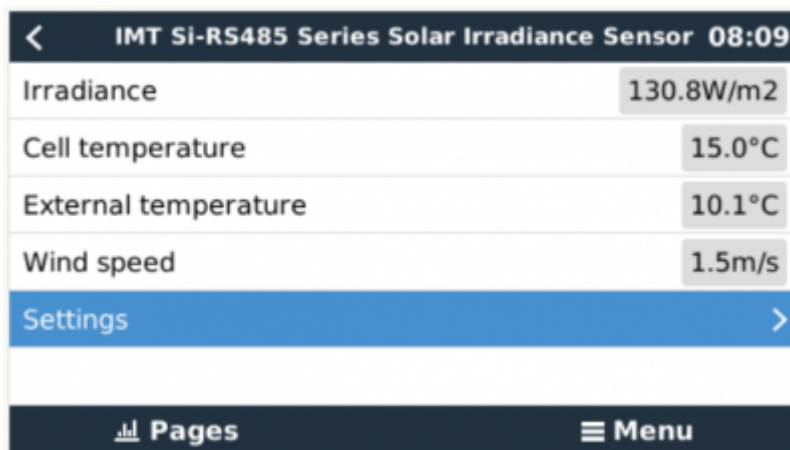 IMT Si-RS485 Series Solar Irradiance Sensor 08:09
Irradiance 130.8W/m2
Cell temperature 15.0°C
External temperature 10.1°C
Wind speed 1.5m/s
Settings
Pages Menu